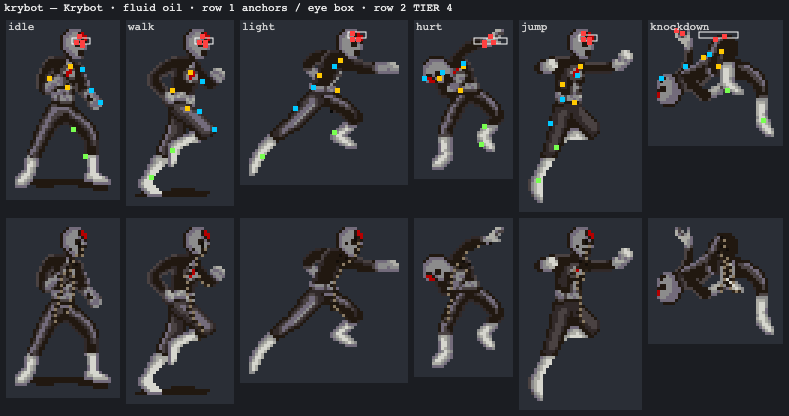 krybot — Krybot · fluid oil · row 1 anchors / eye box · row 2 TIER 4
idle
walk
light
hurt
jump
knockdown